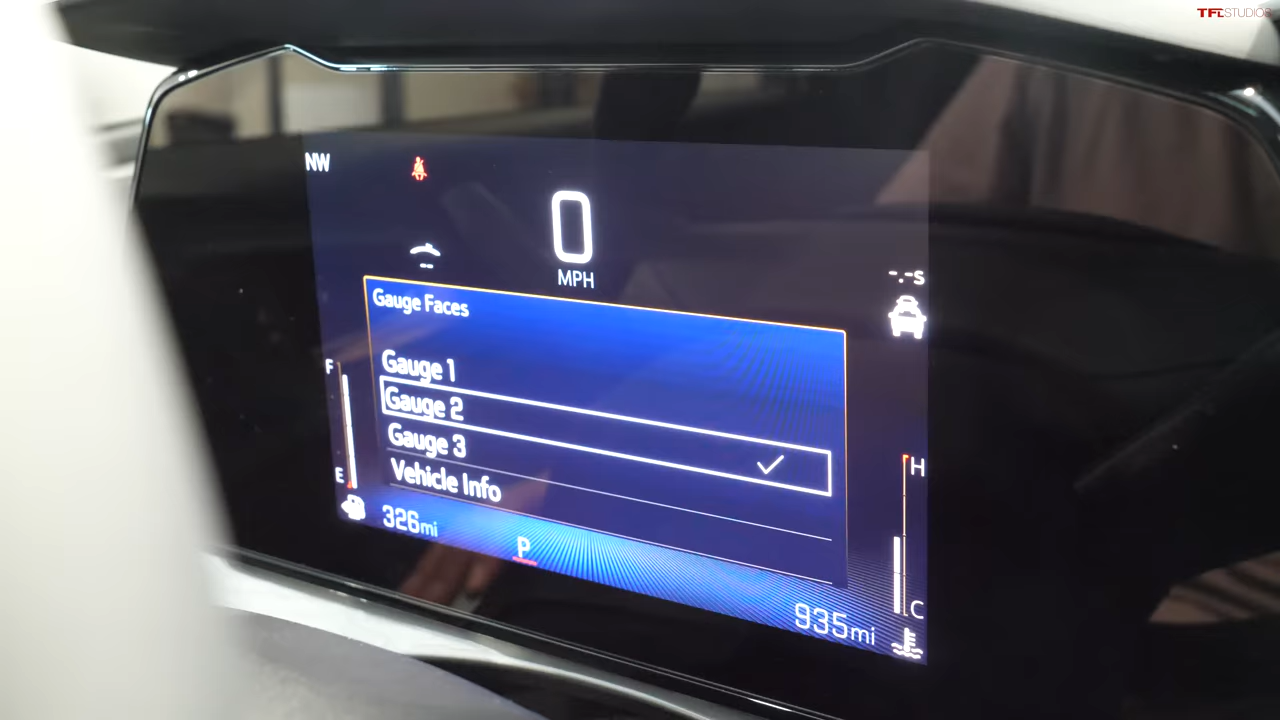 TFLSTUDIOS
NW
0
MPH
-.-s
--
Gauge Faces
Gauge 1
Gauge 2
Gauge 3
Vehicle Info
F
E
H
C
326mi
P
935mi